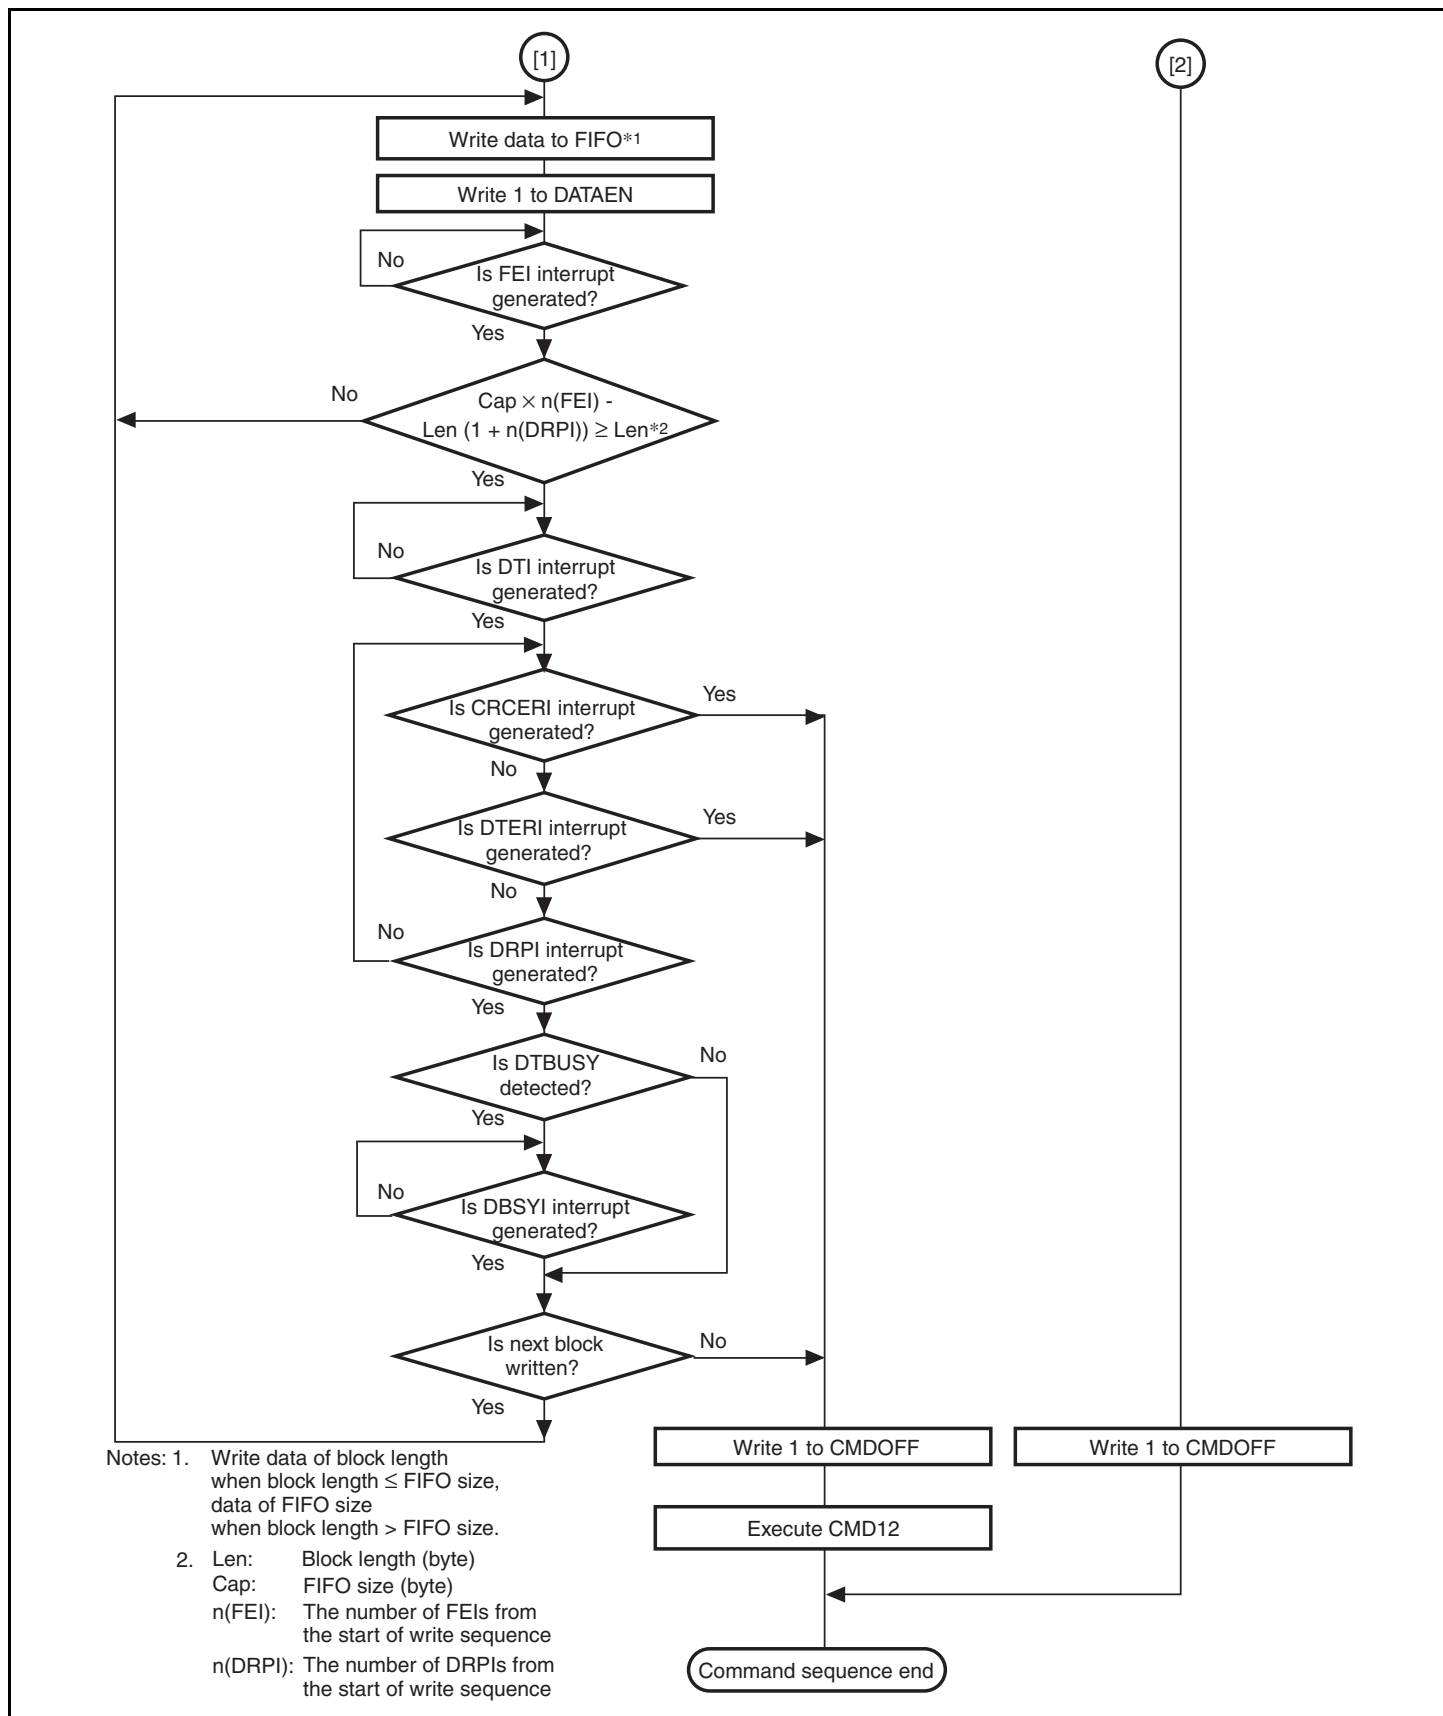 [1]
[2]
Write data to FIFO*1
Write 1 to DATAEN
No
Is FEI interrupt
generated?
Yes
No
Cap × n(FEI) -
Len (1 + n(DRPI)) ≥ Len*2
Yes
No
Is DTI interrupt
generated?
Yes
Is CRCERI interrupt
generated?
Yes
No
Is DTERI interrupt
generated?
Yes
No
No
Is DRPI interrupt
generated?
Yes
Is DTBUSY
detected?
No
Yes
No
Is DBSYI interrupt
generated?
Yes
Is next block
written?
No
Yes
Write 1 to CMDOFF
Write 1 to CMDOFF
Execute CMD12
Command sequence end
Notes: 1. Write data of block length
when block length ≤ FIFO size,
data of FIFO size
when block length > FIFO size.
2. Len: Block length (byte)
Cap: FIFO size (byte)
n(FEI): The number of FEIs from
the start of write sequence
n(DRPI): The number of DRPIs from
the start of write sequence